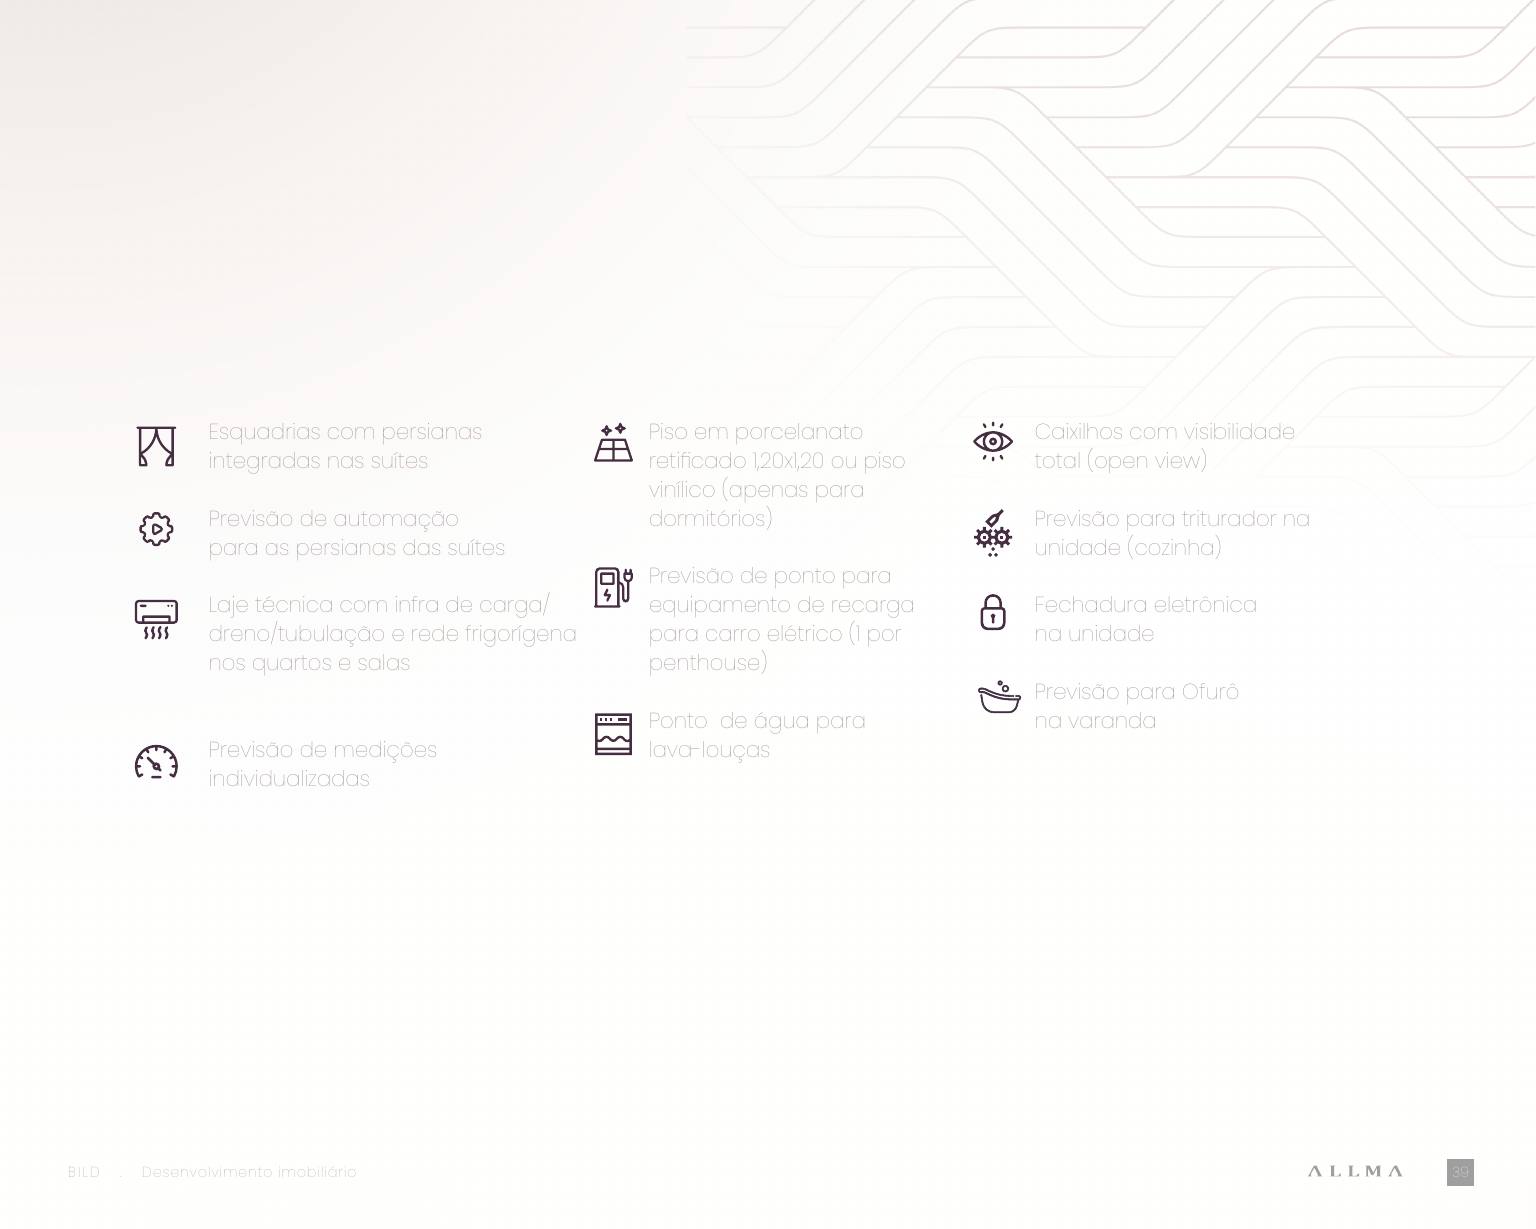 Esquadrias com persianas
integradas nas suítes
Previsão de automação
para as persianas das suítes
Laje técnica com infra de carga/
dreno/tubulação e rede frigorígena
nos quartos e salas
Previsão de medições
individualizadas
Piso em porcelanato
retificado 1,20x1,20 ou piso
vinílico (apenas para
dormitórios)
Previsão de ponto para
equipamento de recarga
para carro elétrico (1 por
penthouse)
Ponto  de água para
lava-louças
Caixilhos com visibilidade
total (open view)
Previsão para triturador na
unidade (cozinha)
Fechadura eletrônica
na unidade
Previsão para Ofurô
na varanda
BILD . Desenvolvimento imobiliário
ALLMA 39